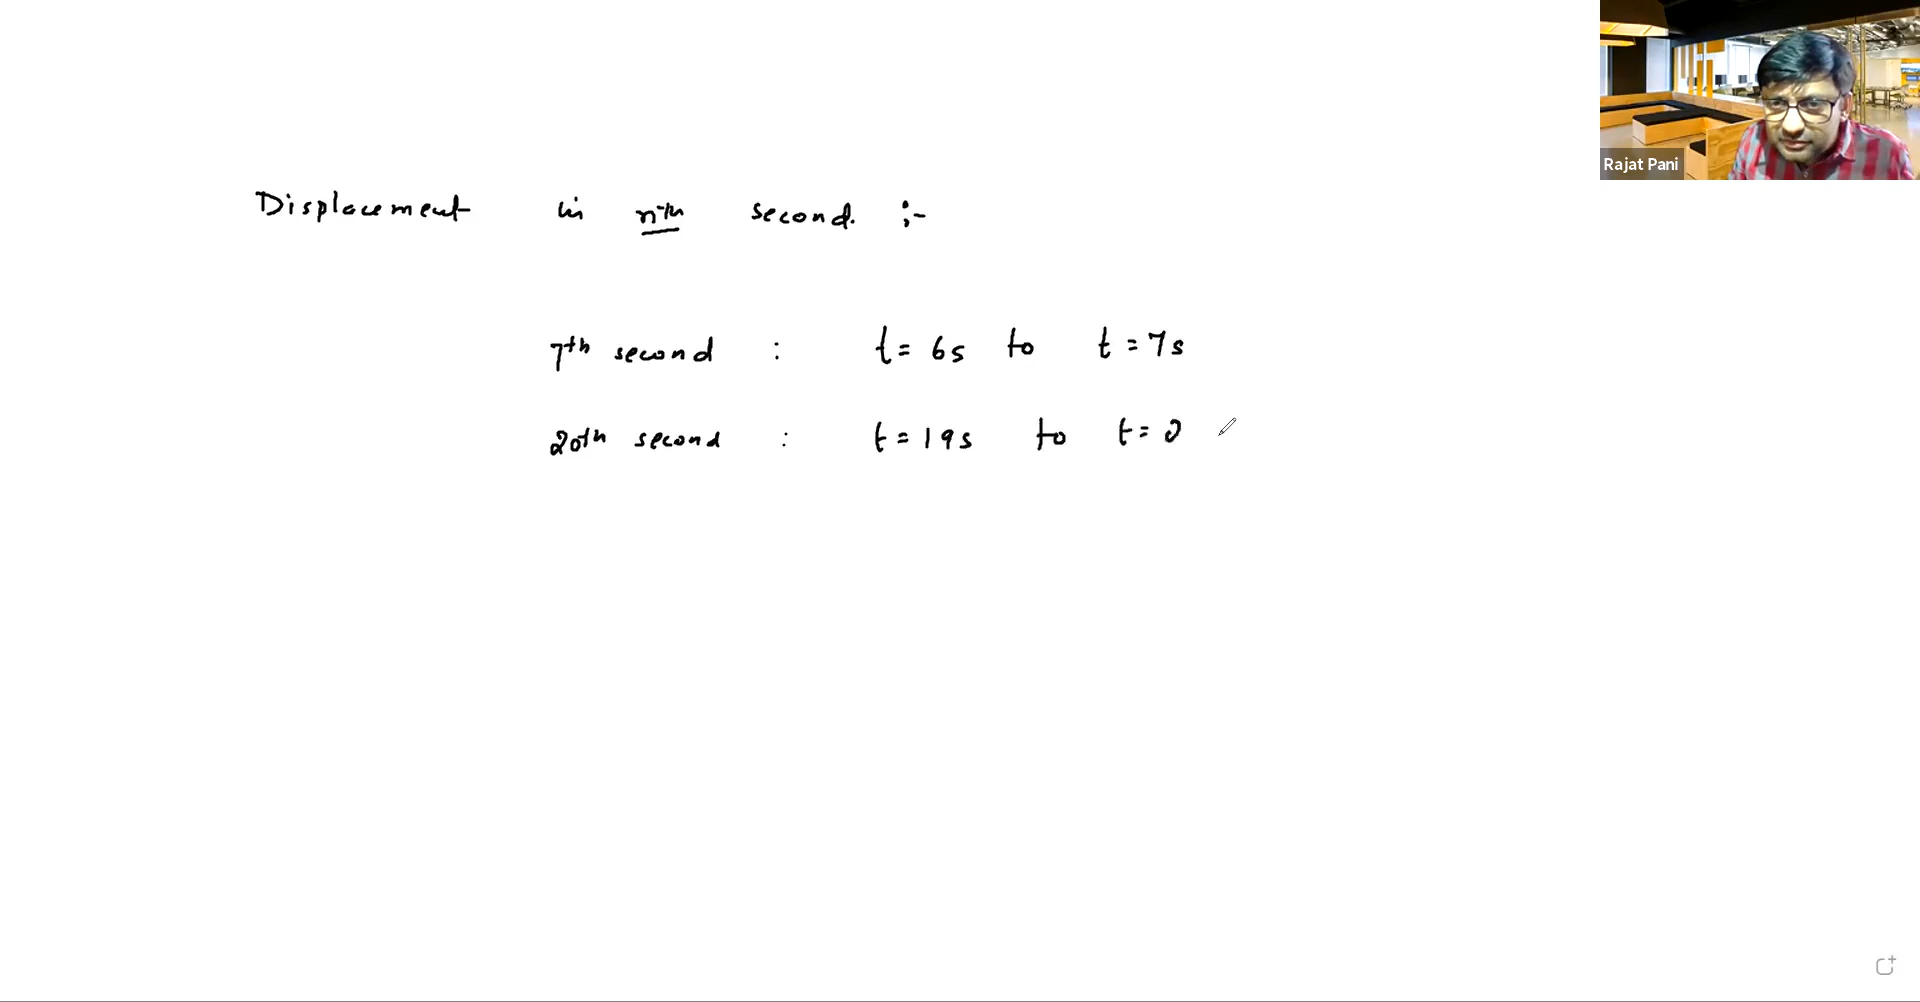 Rajat Pani
Displacement in nth second. :-
7th second : t = 6s to t = 7s
20th second : t = 19s to t = 2